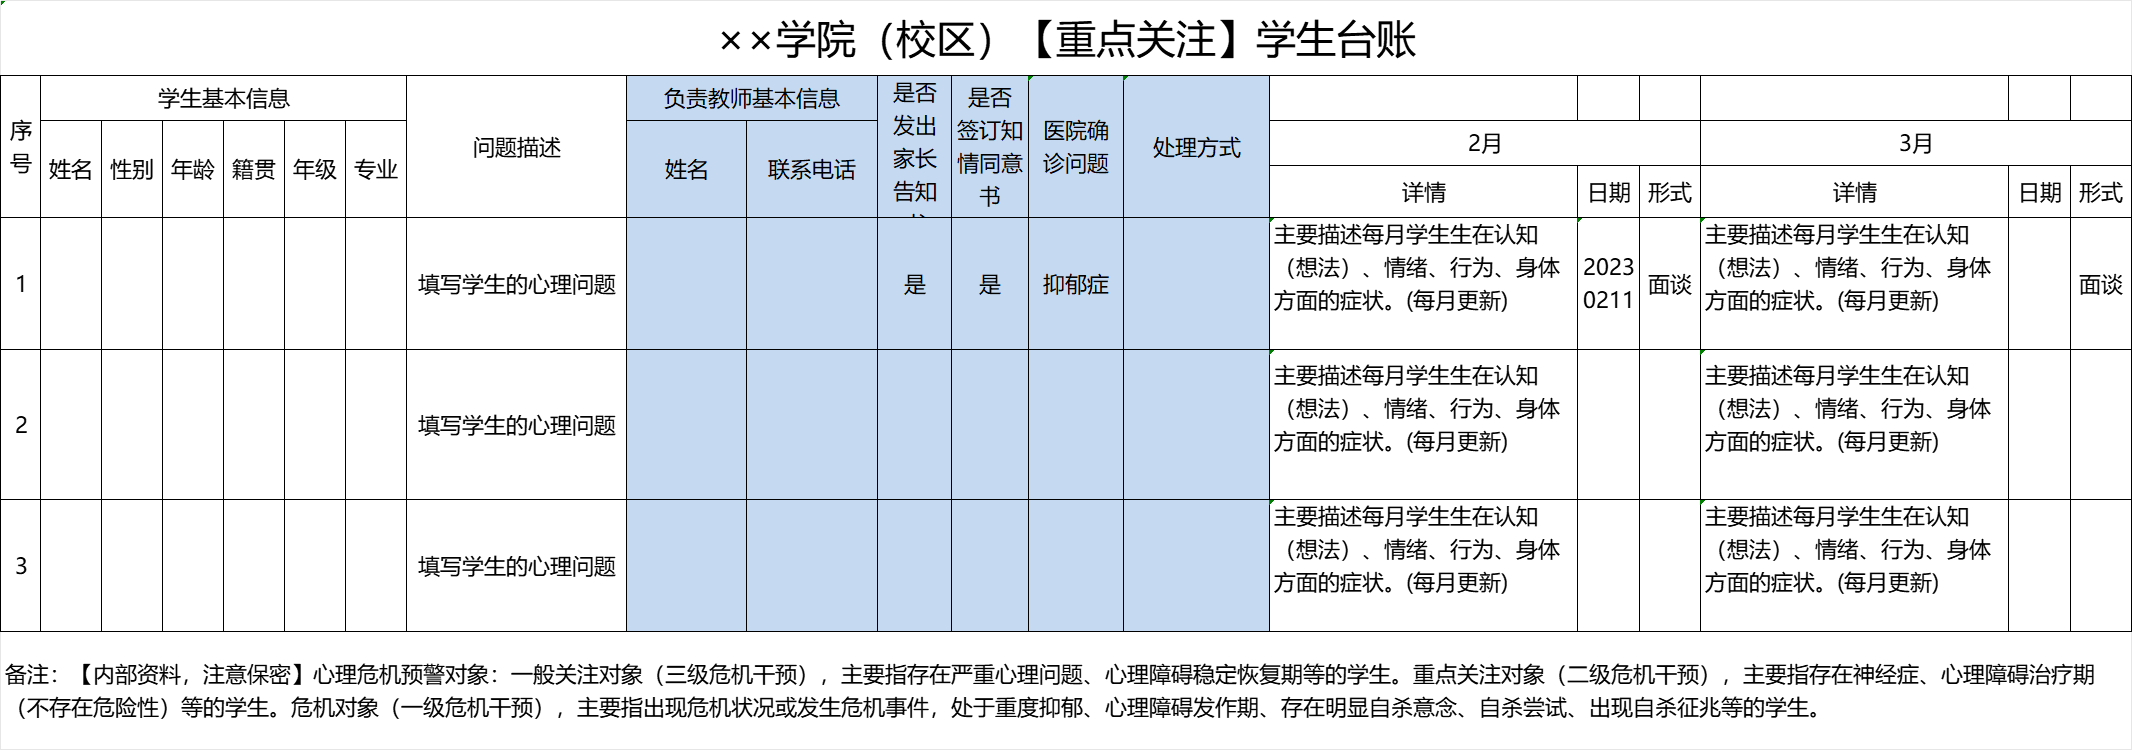 ××学院（校区）【重点关注】学生台账
序号 学生基本信息 问题描述 负责教师基本信息 是否发出家长告知 是否签订知情同意书 医院确诊问题 处理方式
2月 3月
姓名 性别 年龄 籍贯 年级 专业 姓名 联系电话 详情 日期 形式 详情 日期 形式
1 填写学生的心理问题 是 是 抑郁症 主要描述每月学生生在认知（想法）、情绪、行为、身体方面的症状。(每月更新) 20230211 面谈 主要描述每月学生生在认知（想法）、情绪、行为、身体方面的症状。(每月更新) 面谈
2 填写学生的心理问题 主要描述每月学生生在认知（想法）、情绪、行为、身体方面的症状。(每月更新) 主要描述每月学生生在认知（想法）、情绪、行为、身体方面的症状。(每月更新)
3 填写学生的心理问题 主要描述每月学生生在认知（想法）、情绪、行为、身体方面的症状。(每月更新) 主要描述每月学生生在认知（想法）、情绪、行为、身体方面的症状。(每月更新)
备注：【内部资料，注意保密】心理危机预警对象：一般关注对象（三级危机干预），主要指存在严重心理问题、心理障碍稳定恢复期等的学生。重点关注对象（二级危机干预），主要指存在神经症、心理障碍治疗期
（不存在危险性）等的学生。危机对象（一级危机干预），主要指出现危机状况或发生危机事件，处于重度抑郁、心理障碍发作期、存在明显自杀意念、自杀尝试、出现自杀征兆等的学生。